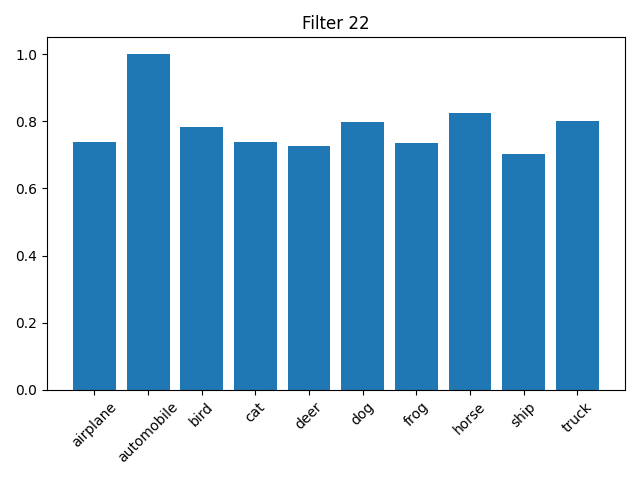 Filter 22
1.0
0.8
0.6
0.4
0.2
0.0
airplane
automobile
bird
cat
deer
dog
frog
horse
ship
truck